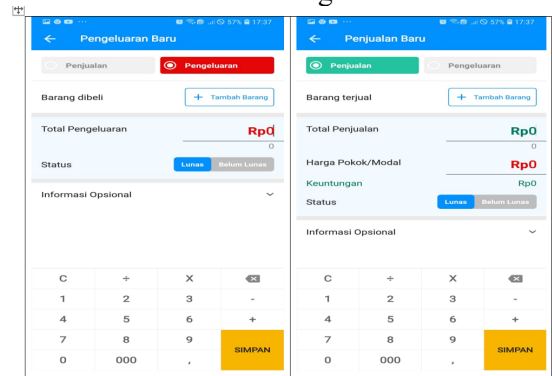 57% 17:37
Pengeluaran Baru
Penjualan
Pengeluaran
Barang dibeli
+ Tambah Barang
Total Pengeluaran
Rp0
0
Status
Lunas
Belum Lunas
Informasi Opsional
C ÷ X
1 2 3 -
4 5 6 +
7 8 9
SIMPAN
0 000 ,
57% 17:37
Penjualan Baru
Penjualan
Pengeluaran
Barang terjual
+ Tambah Barang
Total Penjualan
Rp0
0
Harga Pokok/Modal
Rp0
Keuntungan
Rp0
Status
Lunas
Belum Lunas
Informasi Opsional
C ÷ X
1 2 3 -
4 5 6 +
7 8 9
SIMPAN
0 000 ,